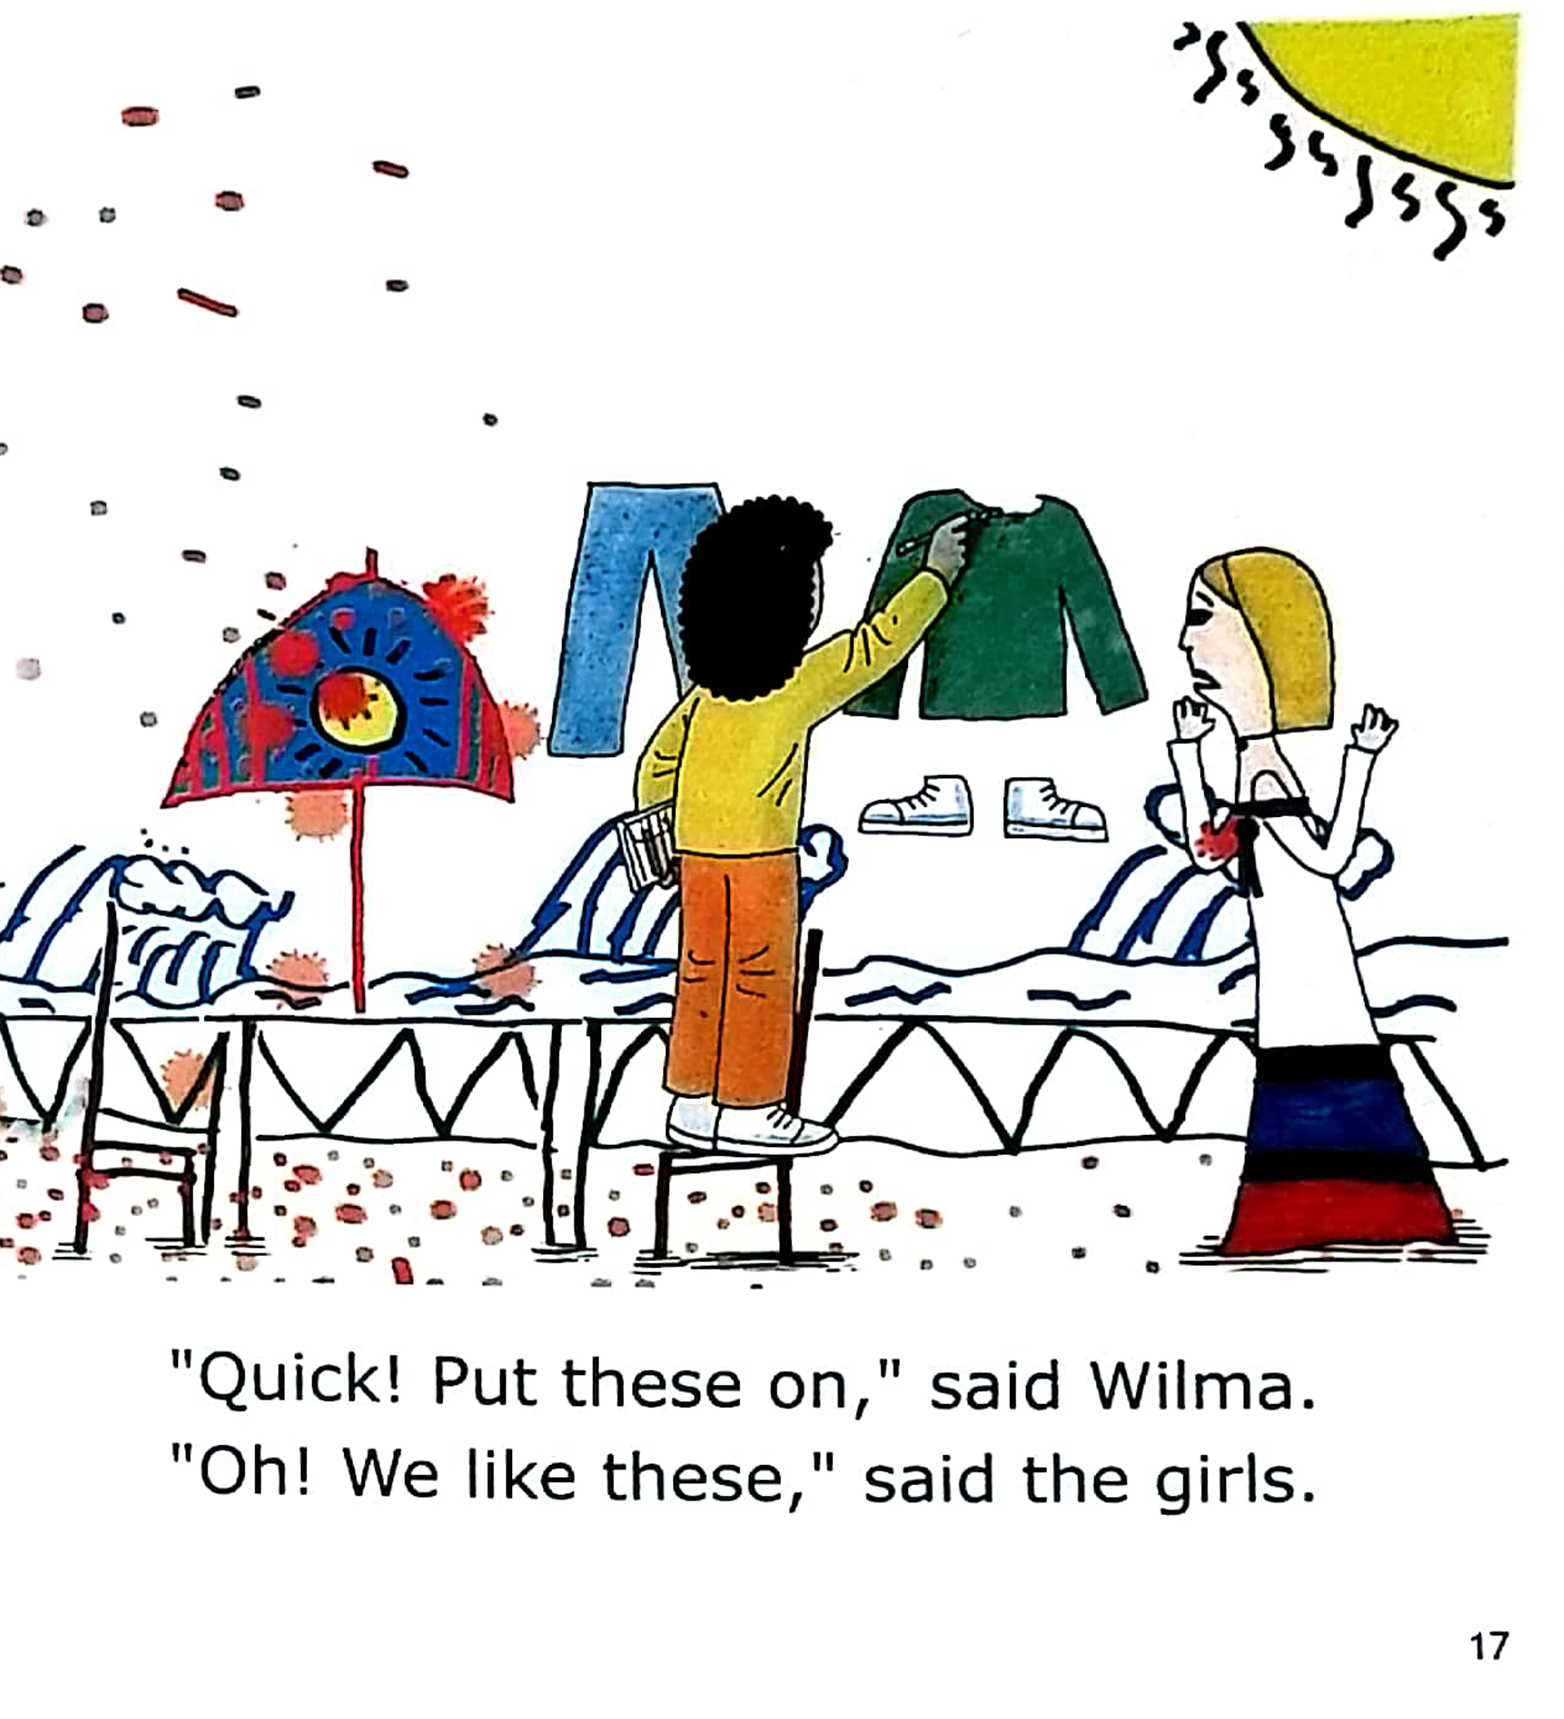 "Quick! Put these on," said Wilma.
"Oh! We like these," said the girls.
17